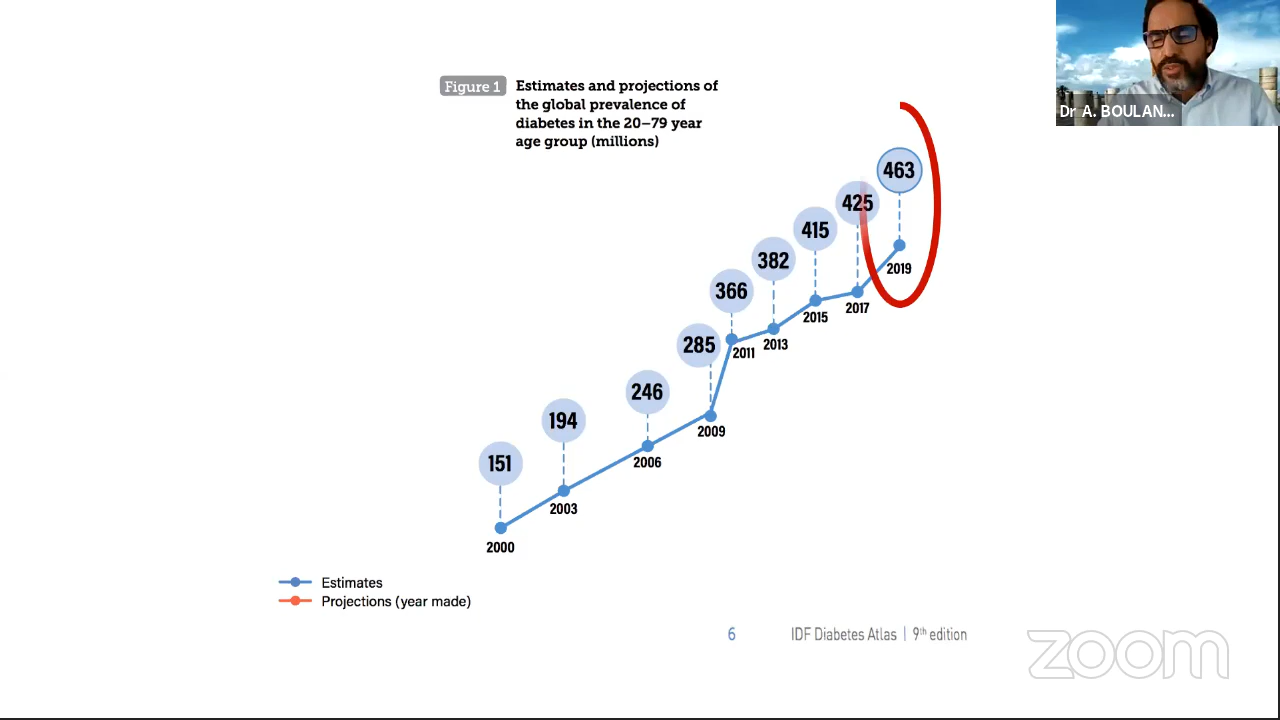 Dr A. BOULAN...
Figure 1
Estimates and projections of
the global prevalence of
diabetes in the 20–79 year
age group (millions)
463
425
415
382
366
285
246
194
151
2019
2017
2015
2013
2011
2009
2006
2003
2000
Estimates
Projections (year made)
6 IDF Diabetes Atlas | 9th edition
zoom